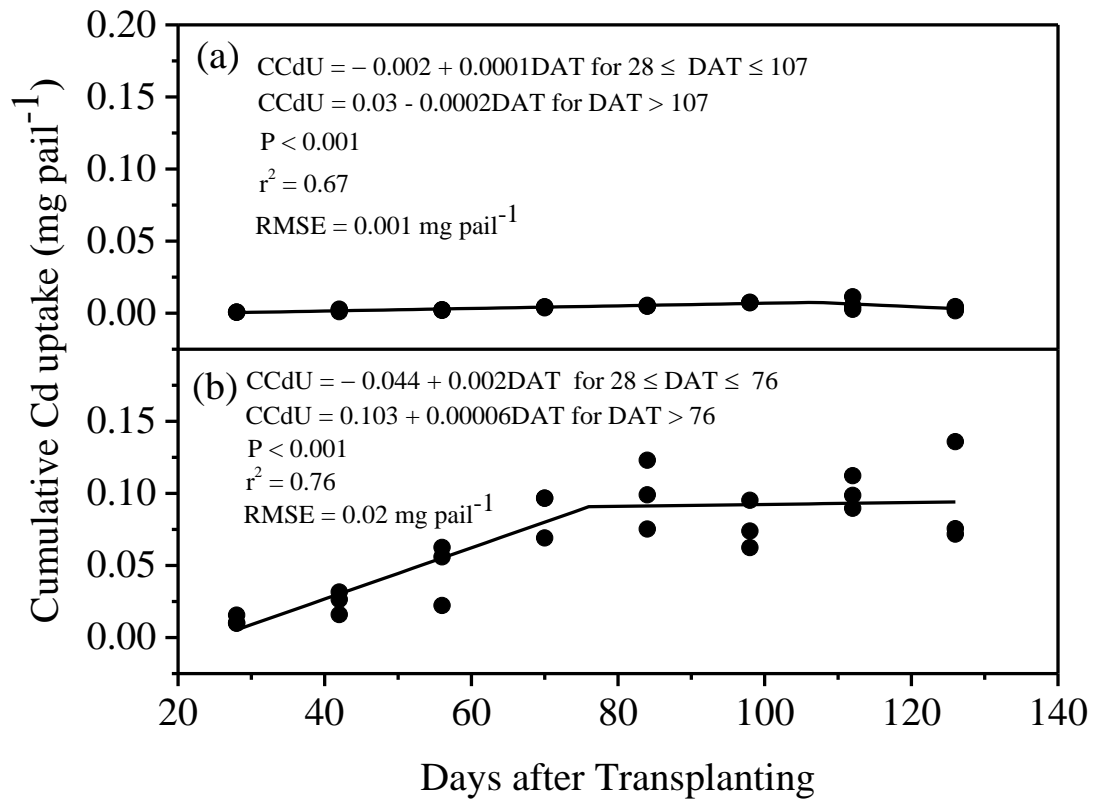 Cumulative Cd uptake (mg pail⁻¹)
0.20
0.15
0.10
0.05
0.00
(a)
CCdU = − 0.002 + 0.0001DAT for 28 ≤ DAT ≤ 107
CCdU = 0.03 - 0.0002DAT for DAT > 107
P < 0.001
r² = 0.67
RMSE = 0.001 mg pail⁻¹
0.15
0.10
0.05
0.00
(b)
CCdU = − 0.044 + 0.002DAT for 28 ≤ DAT ≤ 76
CCdU = 0.103 + 0.00006DAT for DAT > 76
P < 0.001
r² = 0.76
RMSE = 0.02 mg pail⁻¹
20 40 60 80 100 120 140
Days after Transplanting